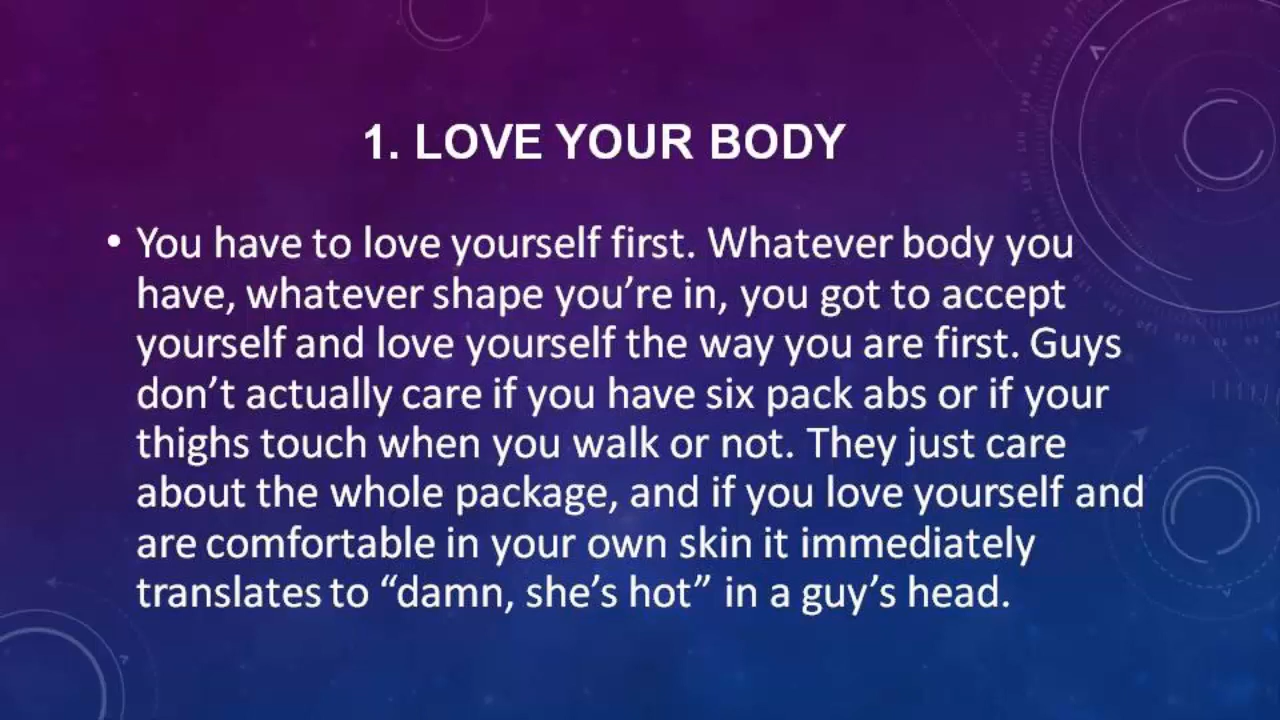 1. LOVE YOUR BODY
• You have to love yourself first. Whatever body you
have, whatever shape you’re in, you got to accept
yourself and love yourself the way you are first. Guys
don’t actually care if you have six pack abs or if your
thighs touch when you walk or not. They just care
about the whole package, and if you love yourself and
are comfortable in your own skin it immediately
translates to “damn, she’s hot” in a guy’s head.